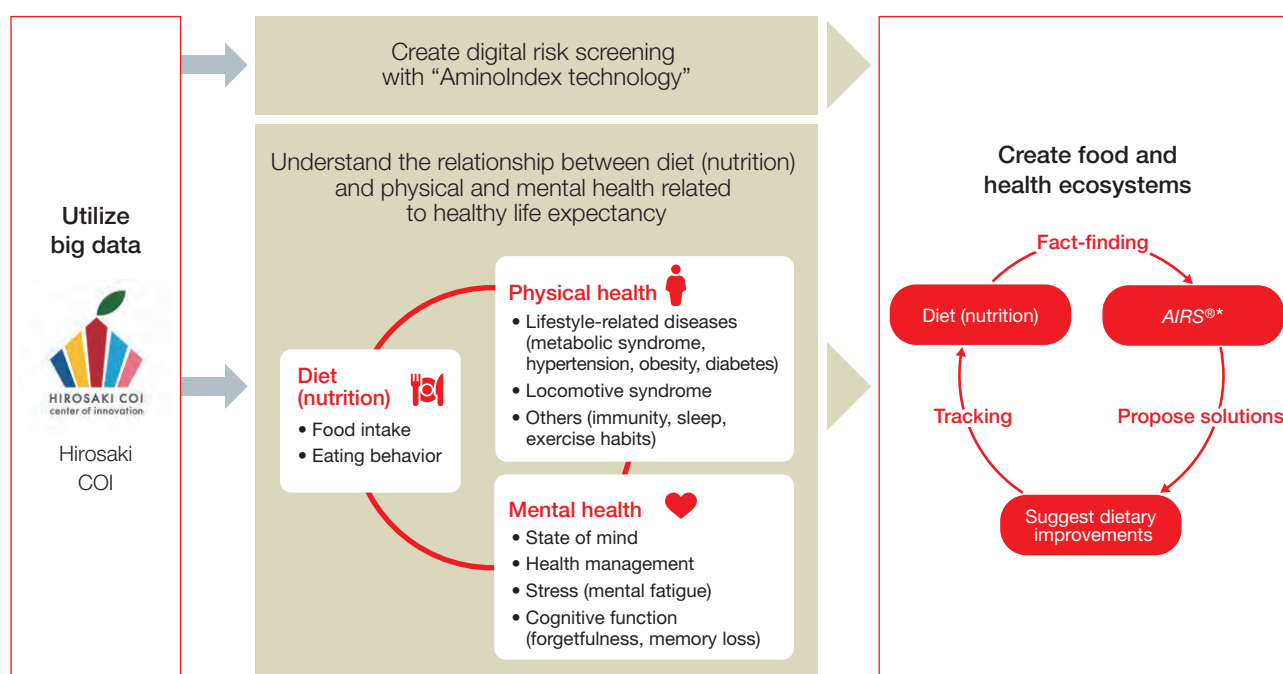 Utilize
big data
HIROSAKI COI
center of innovation
Hirosaki
COI
Create digital risk screening
with “AminoIndex technology”
Understand the relationship between diet (nutrition)
and physical and mental health related
to healthy life expectancy
Diet
(nutrition)
• Food intake
• Eating behavior
Physical health
• Lifestyle-related diseases
(metabolic syndrome,
hypertension, obesity, diabetes)
• Locomotive syndrome
• Others (immunity, sleep,
exercise habits)
Mental health
• State of mind
• Health management
• Stress (mental fatigue)
• Cognitive function
(forgetfulness, memory loss)
Create food and
health ecosystems
Fact-finding
Diet (nutrition)
AIRS®*
Tracking
Propose solutions
Suggest dietary
improvements